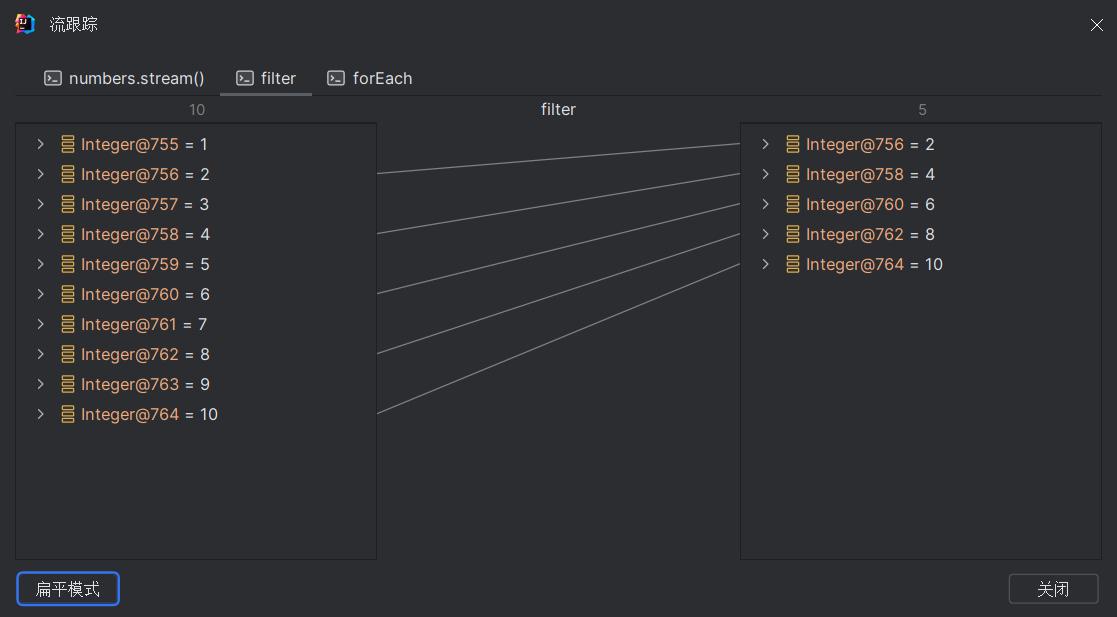 流跟踪
numbers.stream() filter forEach
10 filter 5
Integer@755 = 1
Integer@756 = 2
Integer@757 = 3
Integer@758 = 4
Integer@759 = 5
Integer@760 = 6
Integer@761 = 7
Integer@762 = 8
Integer@763 = 9
Integer@764 = 10
Integer@756 = 2
Integer@758 = 4
Integer@760 = 6
Integer@762 = 8
Integer@764 = 10
扁平模式 关闭